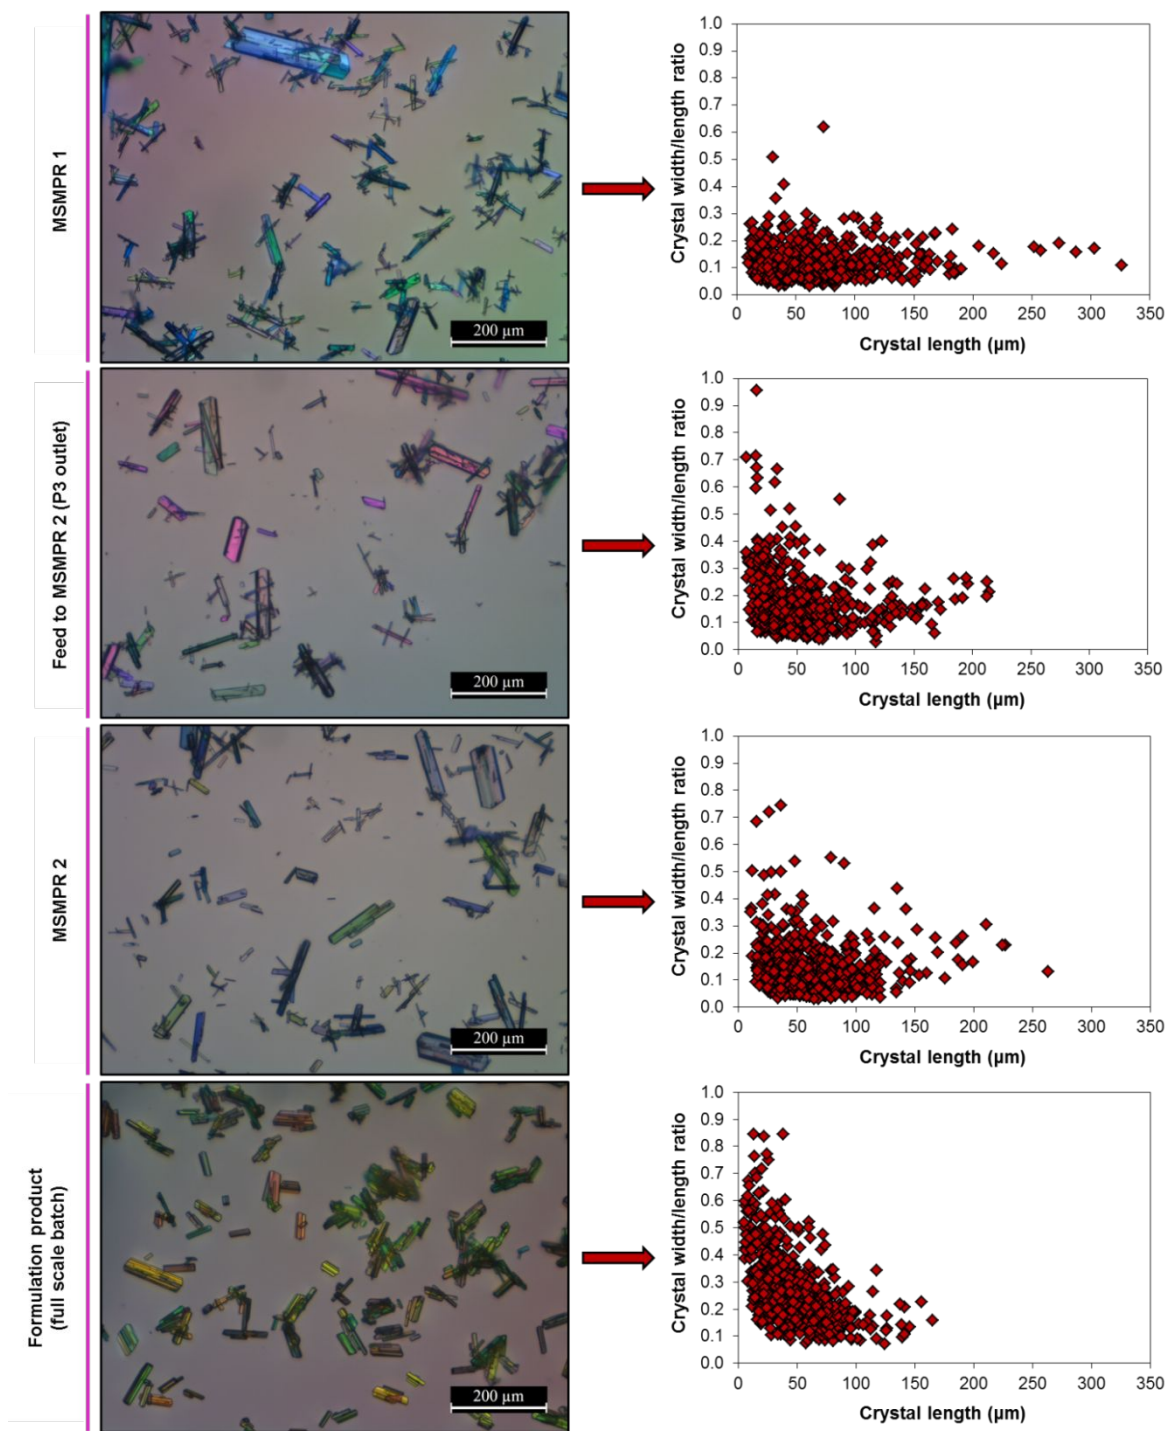 MSMPR 1
200 µm
Crystal width/length ratio
1.0
0.9
0.8
0.7
0.6
0.5
0.4
0.3
0.2
0.1
0.0
0 50 100 150 200 250 300 350
Crystal length (µm)
Feed to MSMPR 2 (P3 outlet)
200 µm
Crystal width/length ratio
1.0
0.9
0.8
0.7
0.6
0.5
0.4
0.3
0.2
0.1
0.0
0 50 100 150 200 250 300 350
Crystal length (µm)
MSMPR 2
200 µm
Crystal width/length ratio
1.0
0.9
0.8
0.7
0.6
0.5
0.4
0.3
0.2
0.1
0.0
0 50 100 150 200 250 300 350
Crystal length (µm)
Formulation product
(full scale batch)
200 µm
Crystal width/length ratio
1.0
0.9
0.8
0.7
0.6
0.5
0.4
0.3
0.2
0.1
0.0
0 50 100 150 200 250 300 350
Crystal length (µm)